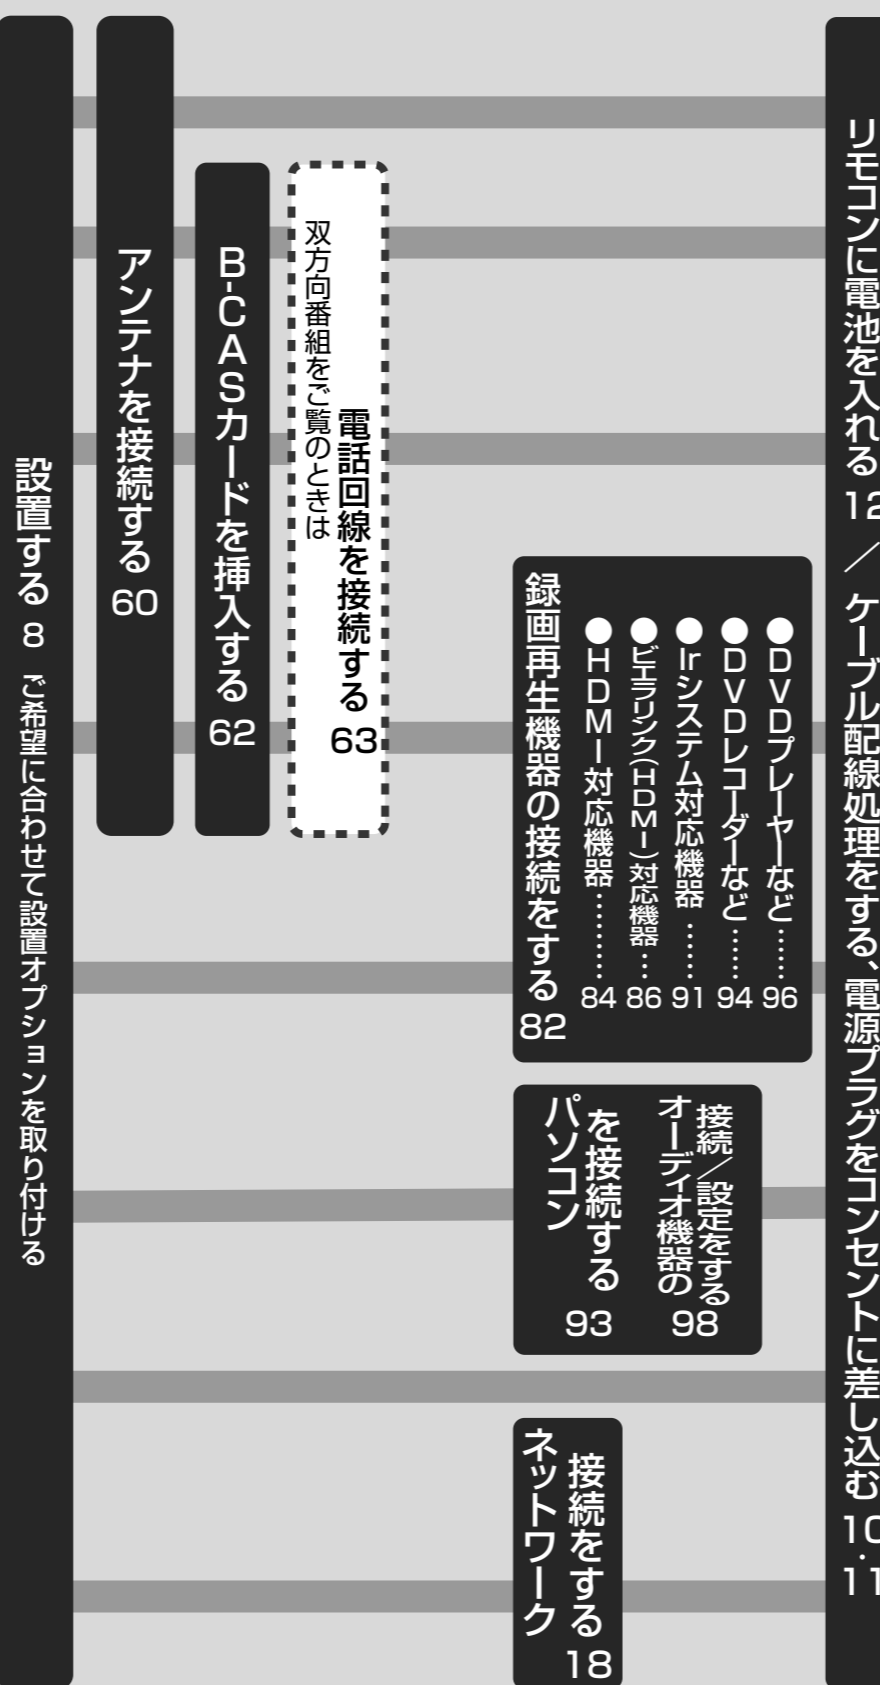 設置する 8 ご希望に合わせて設置オプションを取り付ける
アンテナを接続する 60
B-CASカードを挿入する 62
双方向番組をご覧のときは
電話回線を接続する 63
録画再生機器の接続をする 82
●HDMI対応機器……… 84
●ビエラリンク(HDMI)対応機器… 86
●Irシステム対応機器 …… 91
●DVDレコーダーなど…… 94
●DVDプレーヤーなど…… 96
パソコン
を接続する 93
オーディオ機器の
接続/設定をする 98
ネットワーク
接続をする 18
リモコンに電池を入れる 12 / ケーブル配線処理をする、電源プラグをコンセントに差し込む 10・11